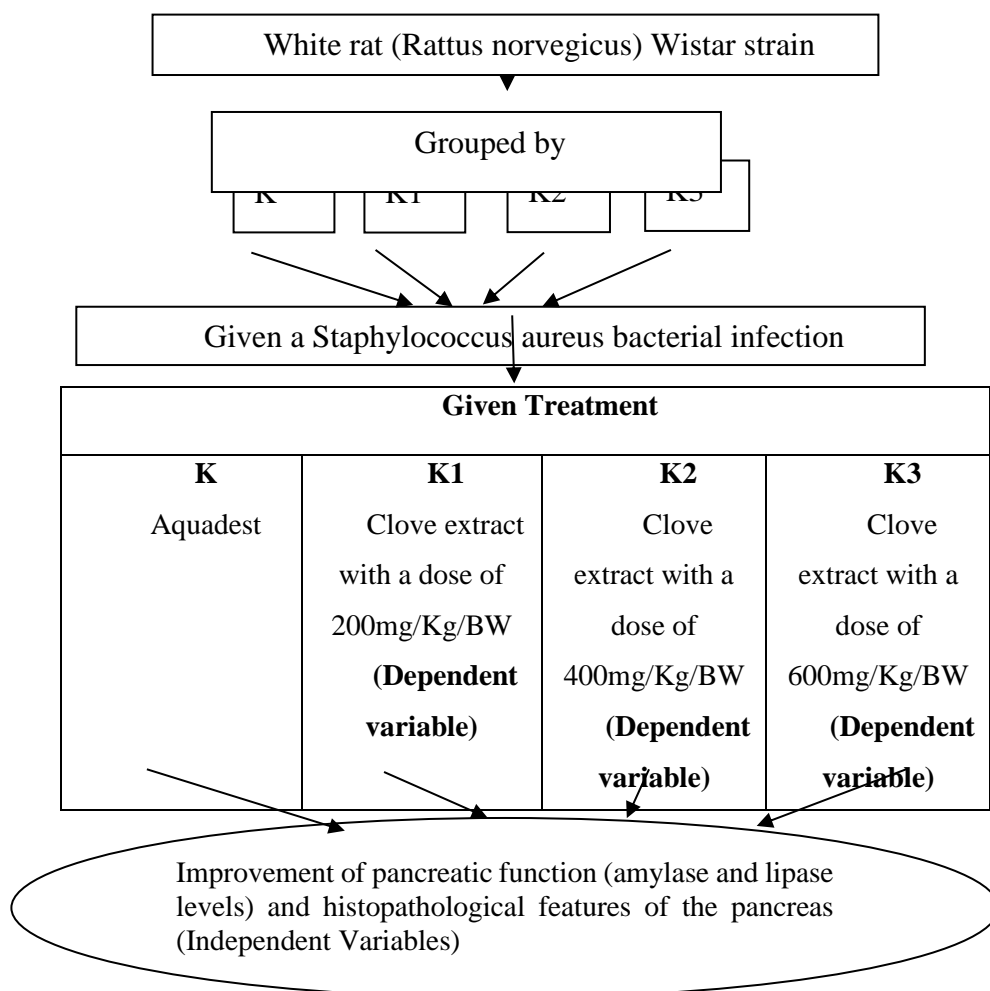 White rat (Rattus norvegicus) Wistar strain
Grouped by
K K1 K2 K3
Given a Staphylococcus aureus bacterial infection
Given Treatment
K
Aquadest
K1
Clove extract
with a dose of
200mg/Kg/BW
(Dependent
variable)
K2
Clove
extract with a
dose of
400mg/Kg/BW
(Dependent
variable)
K3
Clove
extract with a
dose of
600mg/Kg/BW
(Dependent
variable)
Improvement of pancreatic function (amylase and lipase
levels) and histopathological features of the pancreas
(Independent Variables)